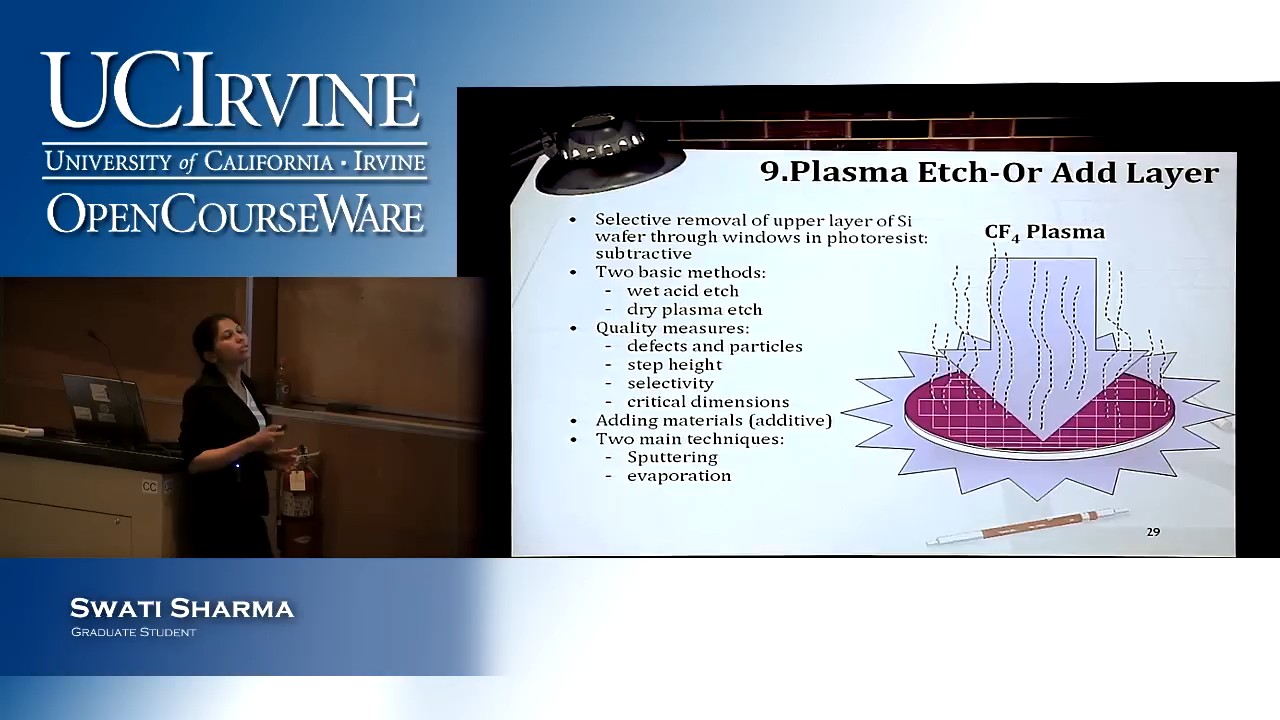 UCIRVINE
UNIVERSITY of CALIFORNIA · IRVINE
OPENCOURSEWARE
9.Plasma Etch-Or Add Layer
• Selective removal of upper layer of Si
wafer through windows in photoresist:
subtractive
• Two basic methods:
- wet acid etch
- dry plasma etch
• Quality measures:
- defects and particles
- step height
- selectivity
- critical dimensions
• Adding materials (additive)
• Two main techniques:
- Sputtering
- evaporation
CF₄ Plasma
29
CC
SWATI SHARMA
GRADUATE STUDENT